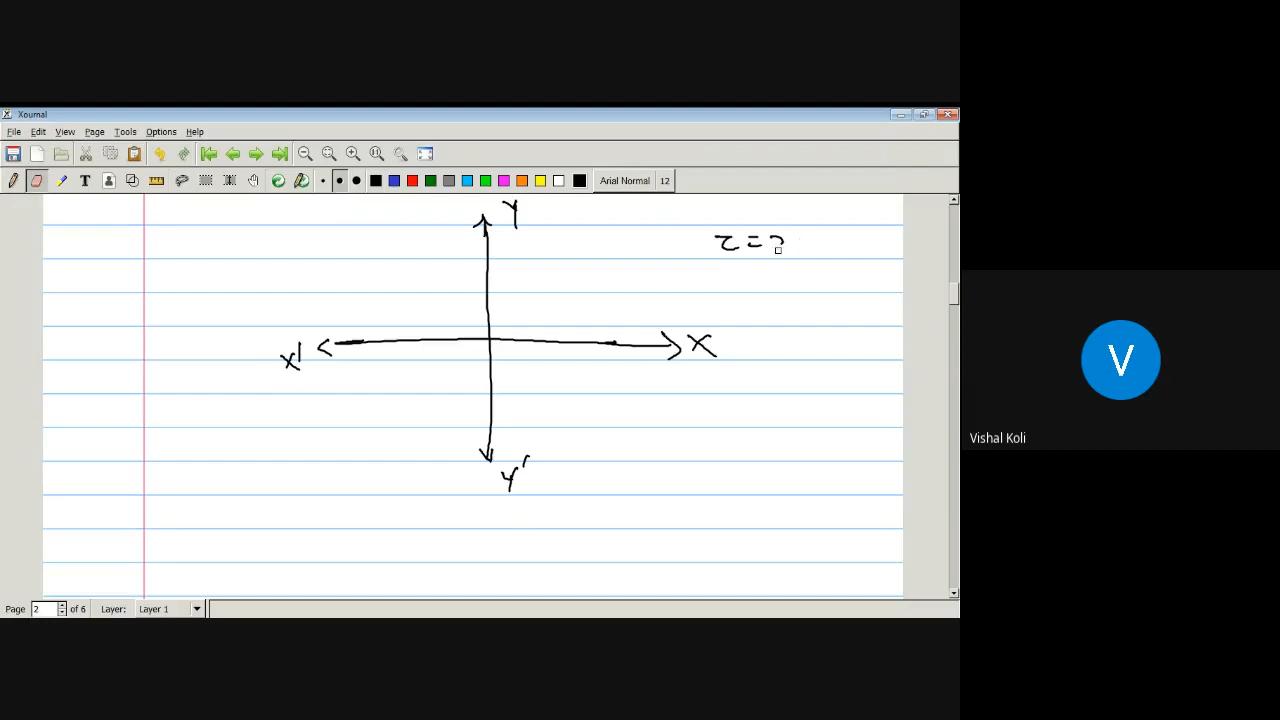 Xournal
File Edit View Page Tools Options Help
T Arial Normal 12
Y
z =
X' X
Y'
Page 2 of 6 Layer: Layer 1
V
Vishal Koli